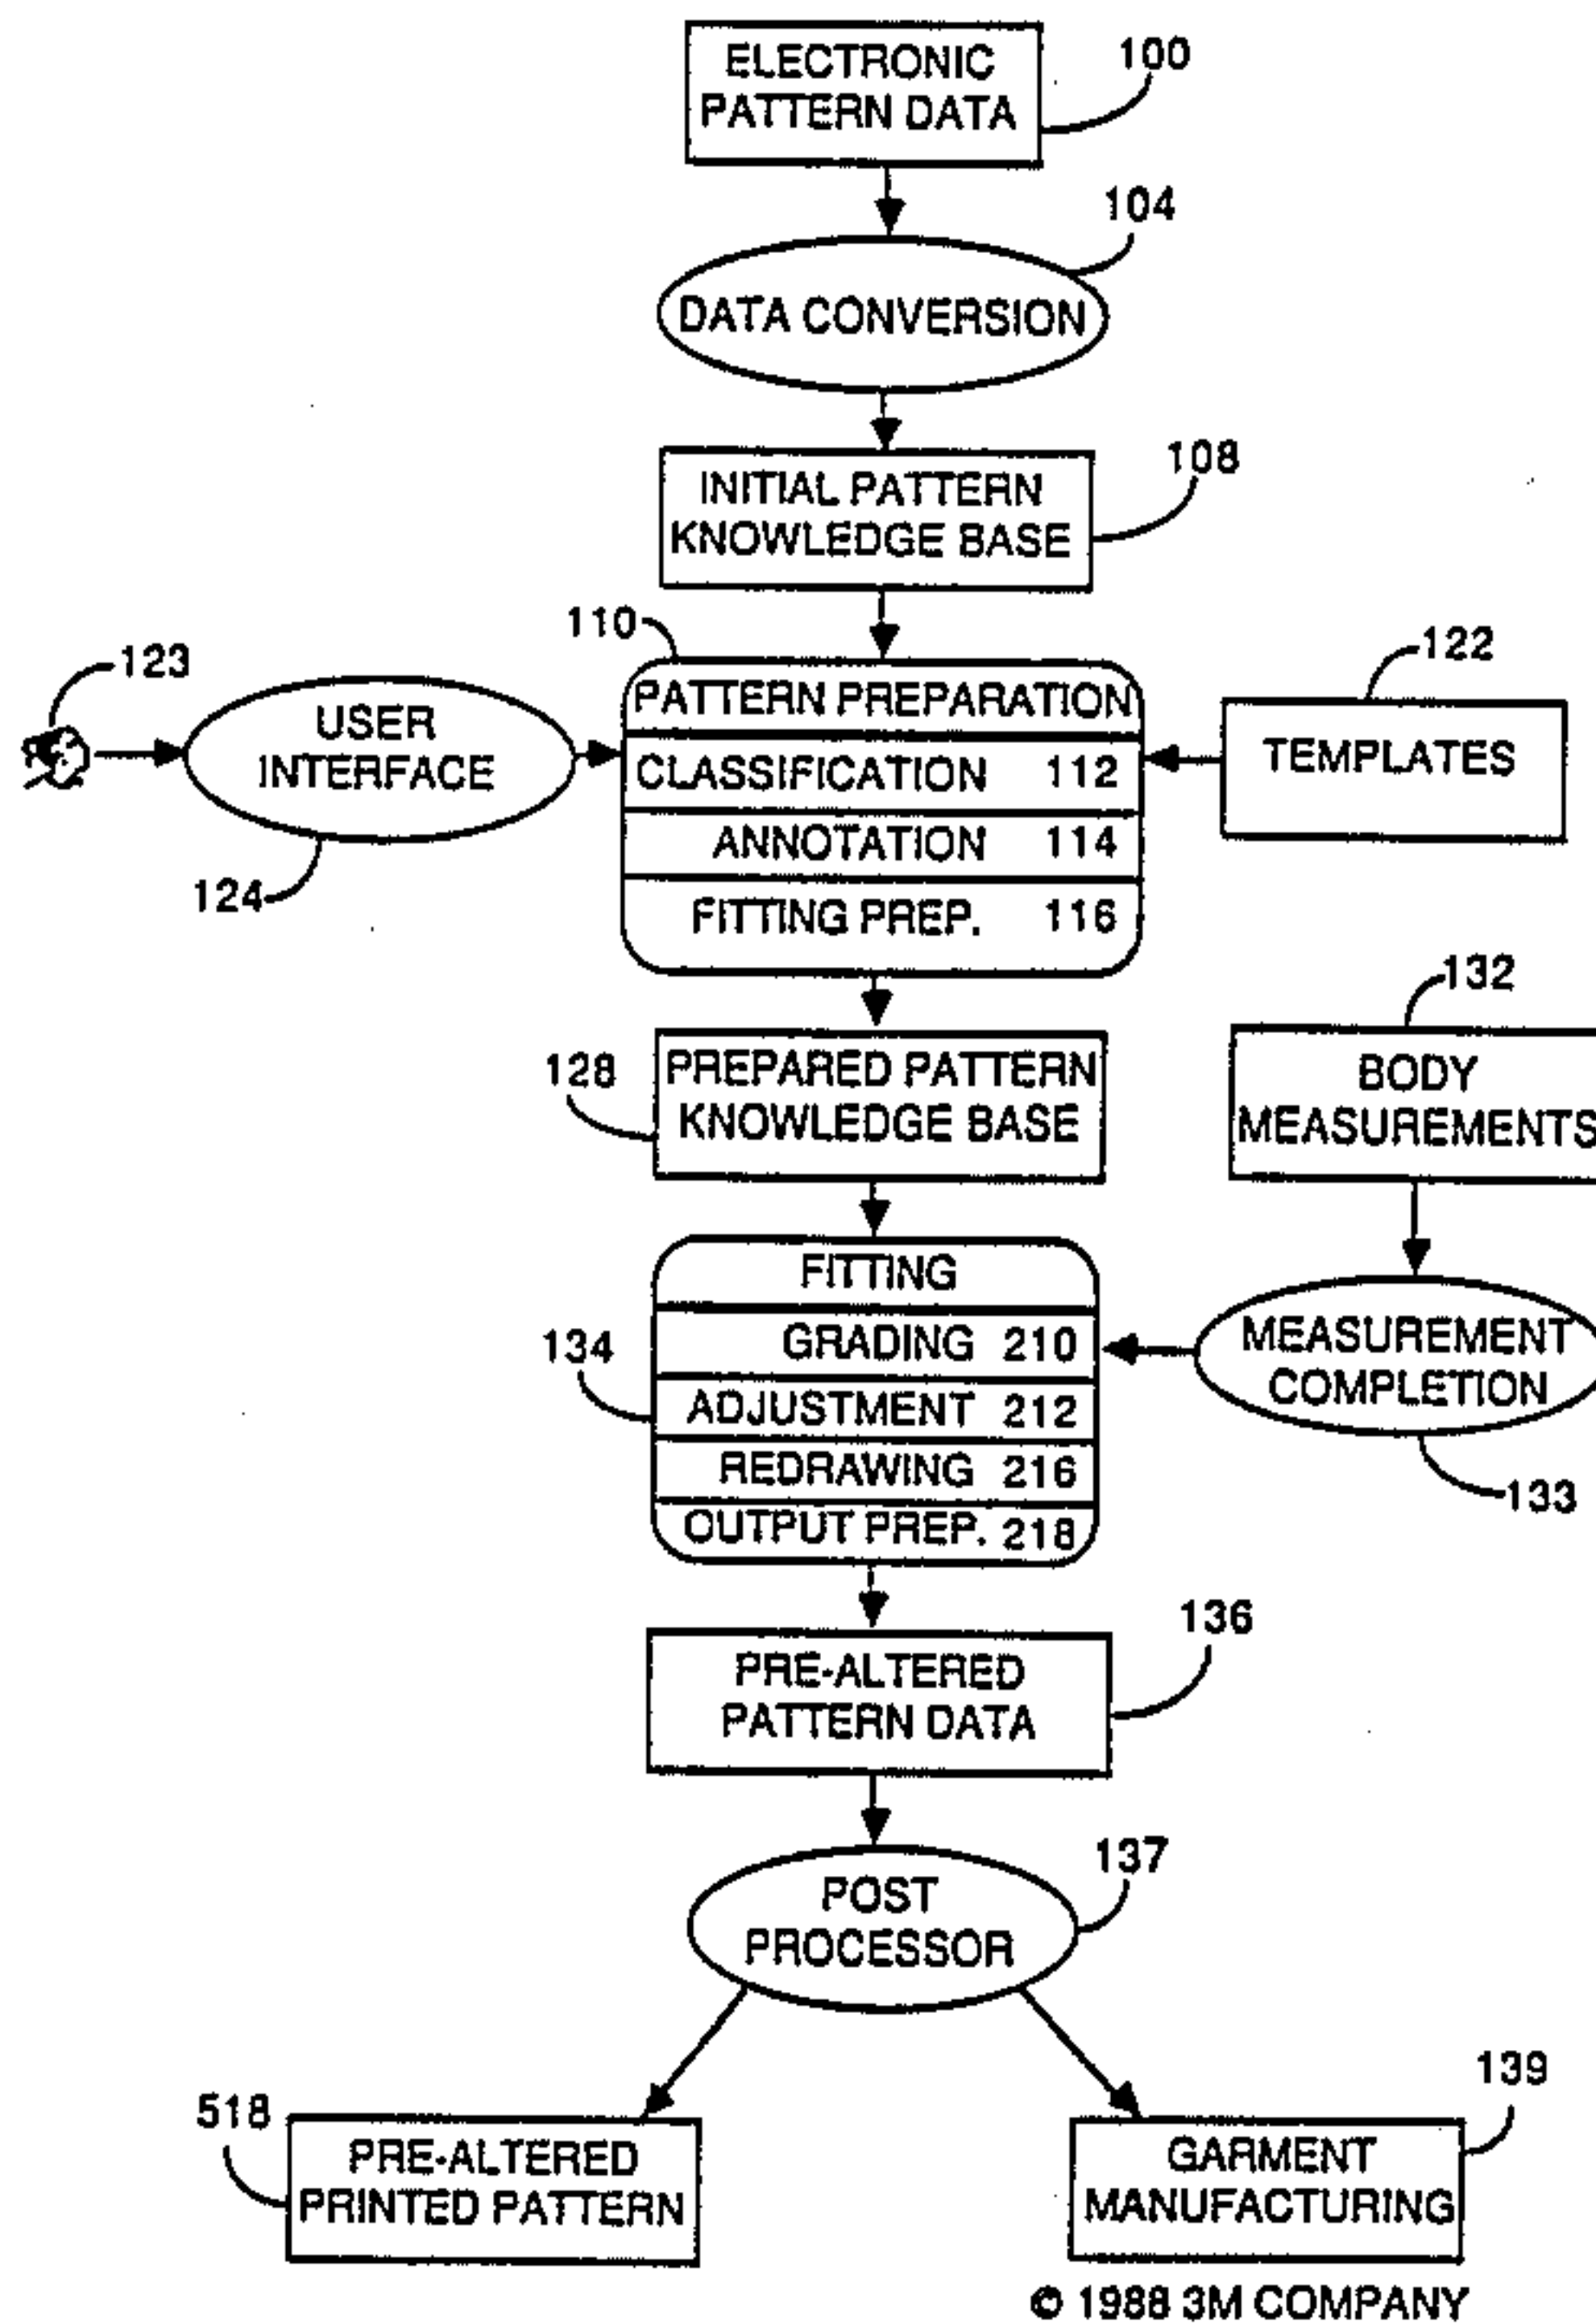 ELECTRONIC
PATTERN DATA
100
104
DATA CONVERSION
INITIAL PATTERN
KNOWLEDGE BASE
108
110
123
122
PATTERN PREPARATION
USER
INTERFACE
TEMPLATES
CLASSIFICATION 112
ANNOTATION 114
124
FITTING PREP. 116
132
128
PREPARED PATTERN
KNOWLEDGE BASE
BODY
MEASUREMENTS
FITTING
134
GRADING 210
ADJUSTMENT 212
REDRAWING 216
OUTPUT PREP. 218
MEASUREMENT
COMPLETION
133
136
PRE-ALTERED
PATTERN DATA
137
POST
PROCESSOR
518
139
PRE-ALTERED
PRINTED PATTERN
GARMENT
MANUFACTURING
© 1988 3M COMPANY